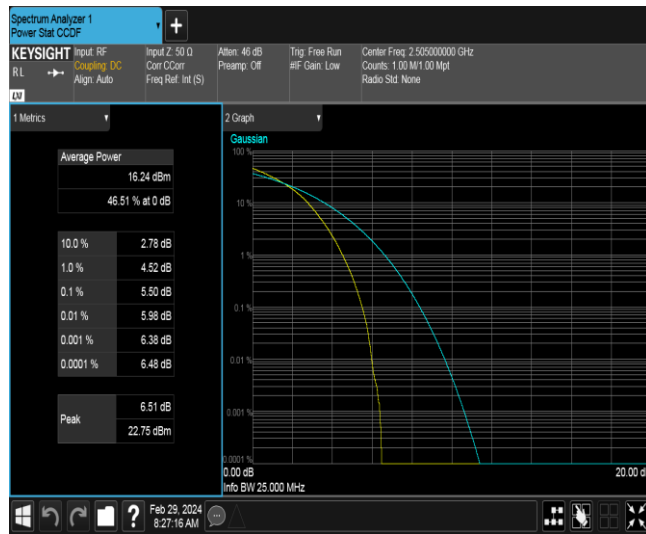 Spectrum Analyzer 1
Power Stat CCDF
+
KEYSIGHT
RL
LXI
Input: RF
Coupling: DC
Align: Auto
Input Z: 50 Ω
Corr CCorr
Freq Ref: Int (S)
Atten: 46 dB
Preamp: Off
Trig: Free Run
#IF Gain: Low
Center Freq: 2.505000000 GHz
Counts: 1.00 M/1.00 Mpt
Radio Std: None
1 Metrics
Average Power
16.24 dBm
46.51 % at 0 dB
10.0 % 2.78 dB
1.0 % 4.52 dB
0.1 % 5.50 dB
0.01 % 5.98 dB
0.001 % 6.38 dB
0.0001 % 6.48 dB
Peak
6.51 dB
22.75 dBm
2 Graph
Gaussian
100 %
10 %
1 %
0.1 %
0.01 %
0.001 %
0.0001 %
0.00 dB
20.00 d
Info BW 25.000 MHz
?
Feb 29, 2024
8:27:16 AM